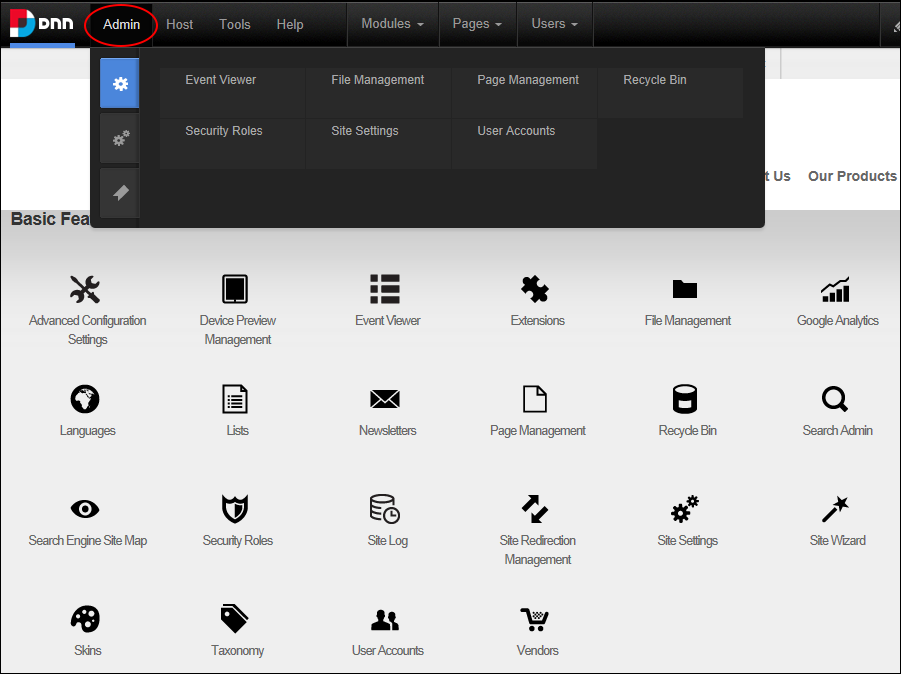 DNN Admin Host Tools Help Modules Pages Users
Event Viewer File Management Page Management Recycle Bin
Security Roles Site Settings User Accounts
t Us Our Products
Basic Fea
Advanced Configuration Settings
Device Preview Management
Event Viewer
Extensions
File Management
Google Analytics
Languages
Lists
Newsletters
Page Management
Recycle Bin
Search Admin
Search Engine Site Map
Security Roles
Site Log
Site Redirection Management
Site Settings
Site Wizard
Skins
Taxonomy
User Accounts
Vendors